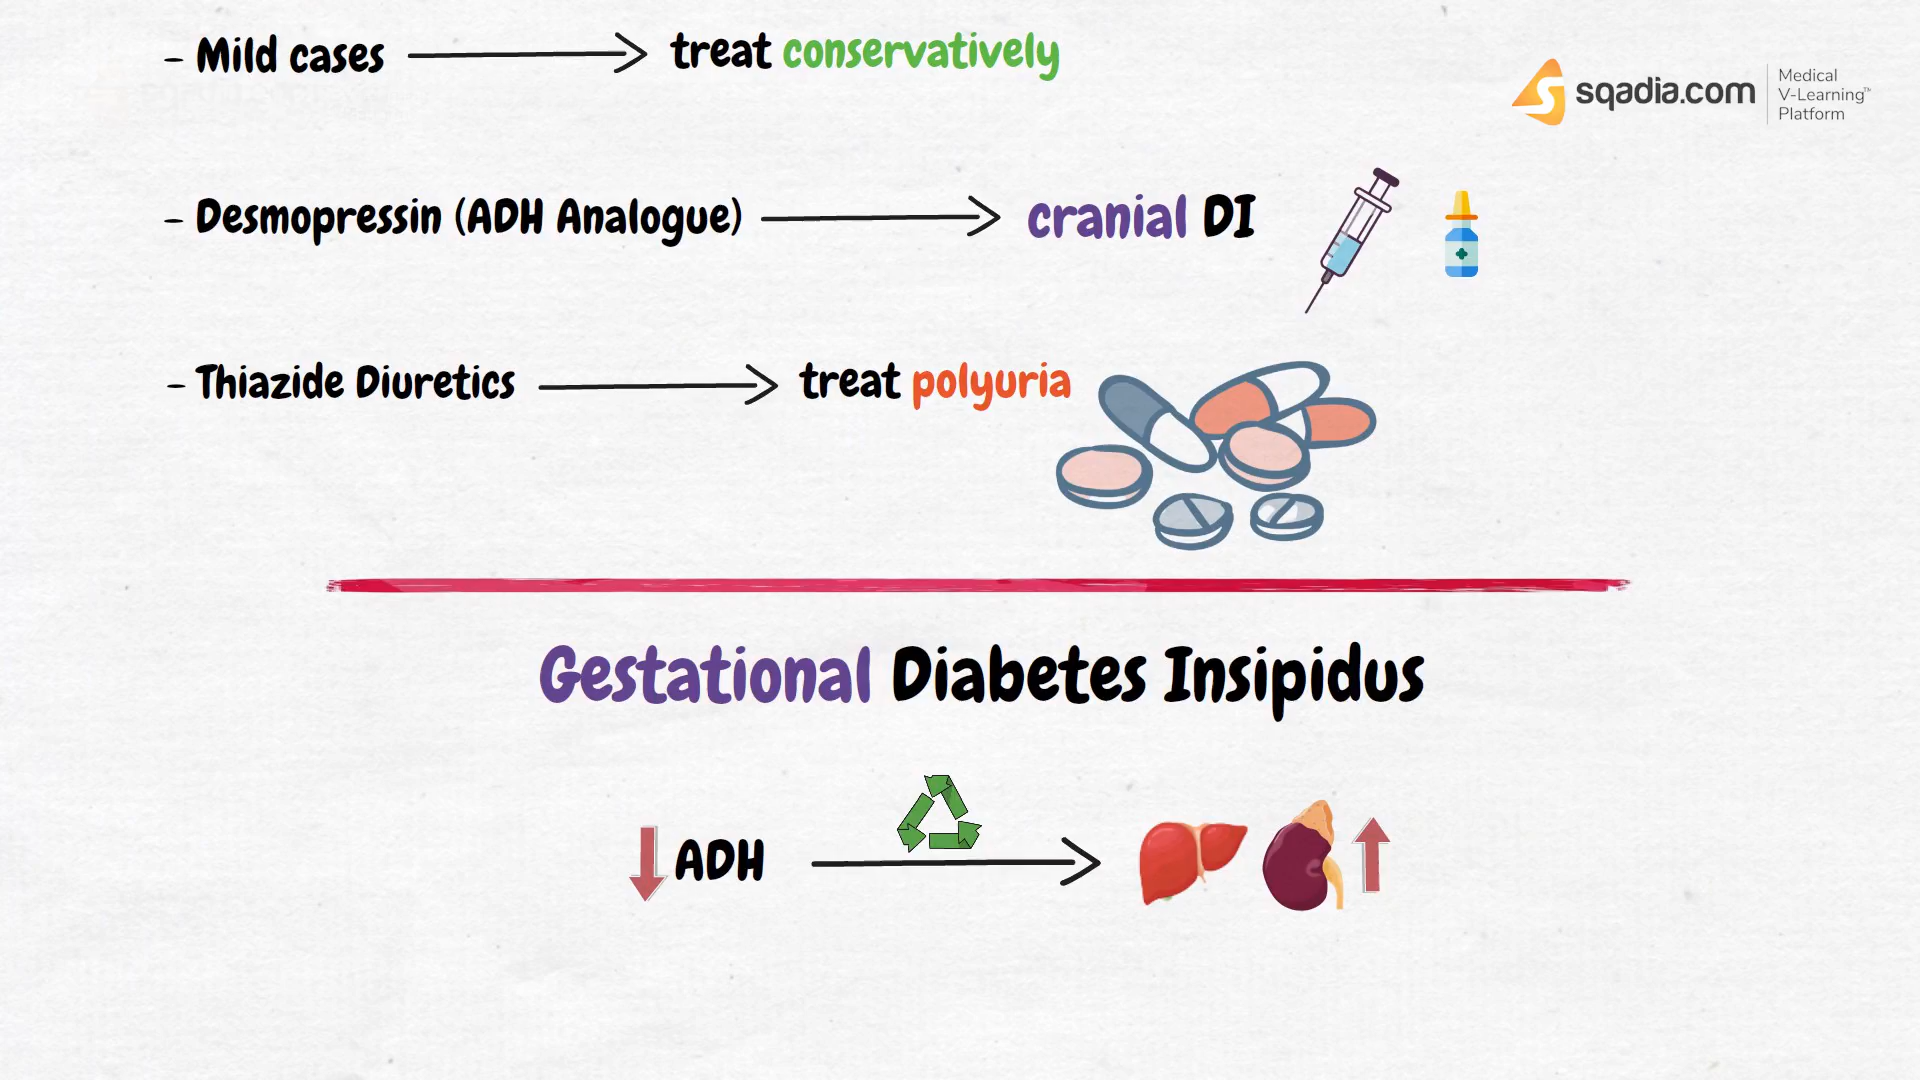 - Mild cases treat conservatively
sqadia.com Medical
V-Learning™
Platform
- Desmopressin (ADH Analogue) cranial DI
- Thiazide Diuretics treat polyuria
Gestational Diabetes Insipidus
ADH